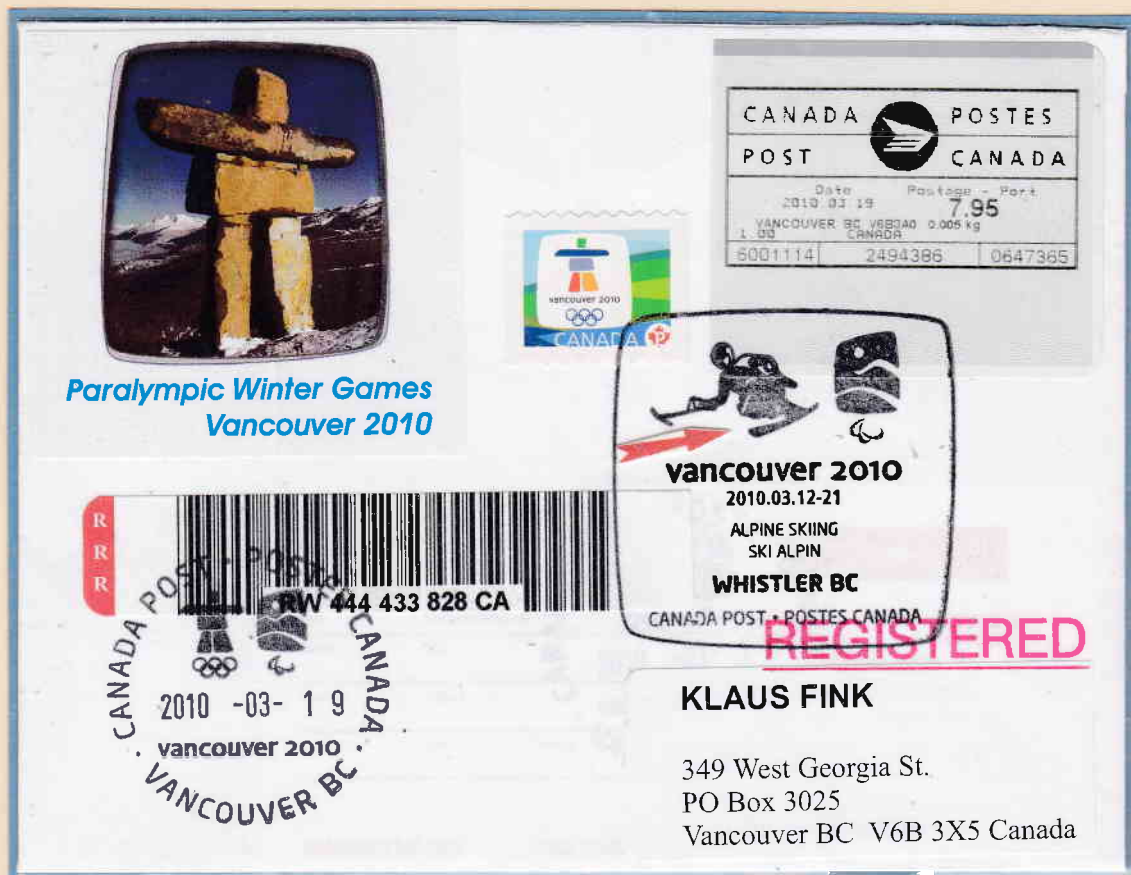 Paralympic Winter Games
Vancouver 2010
CANADA POSTES
POST CANADA
Date Postage - Port
2010 03 19 7.95
VANCOUVER BC V6B3A0 0.005 kg
1.00 CANADA
6001114 2494386 0647365
vancouver 2010
CANADA P
vancouver 2010
2010.03.12-21
ALPINE SKIING
SKI ALPIN
WHISTLER BC
CANADA POST • POSTES CANADA
R
R
R
RW 444 433 828 CA
CANADA POST · POSTES CANADA
2010 -03- 19
vancouver 2010
· VANCOUVER BC ·
REGISTERED
KLAUS FINK
349 West Georgia St.
PO Box 3025
Vancouver BC V6B 3X5 Canada